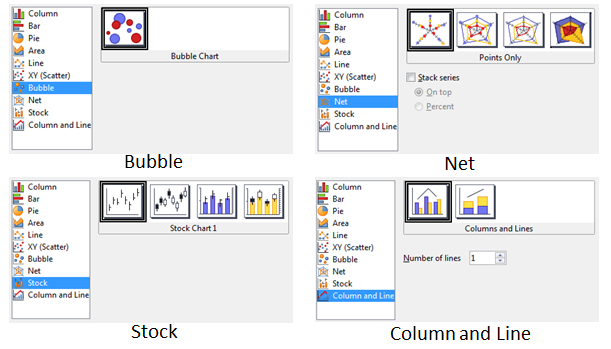 Column
Bar
Pie
Area
Line
XY (Scatter)
Bubble
Net
Stock
Column and Line
Bubble Chart
Bubble
Column
Bar
Pie
Area
Line
XY (Scatter)
Bubble
Net
Stock
Column and Line
Points Only
Stack series
On top
Percent
Net
Column
Bar
Pie
Area
Line
XY (Scatter)
Bubble
Net
Stock
Column and Line
Stock Chart 1
Stock
Column
Bar
Pie
Area
Line
XY (Scatter)
Bubble
Net
Stock
Column and Line
Columns and Lines
Number of lines 1
Column and Line